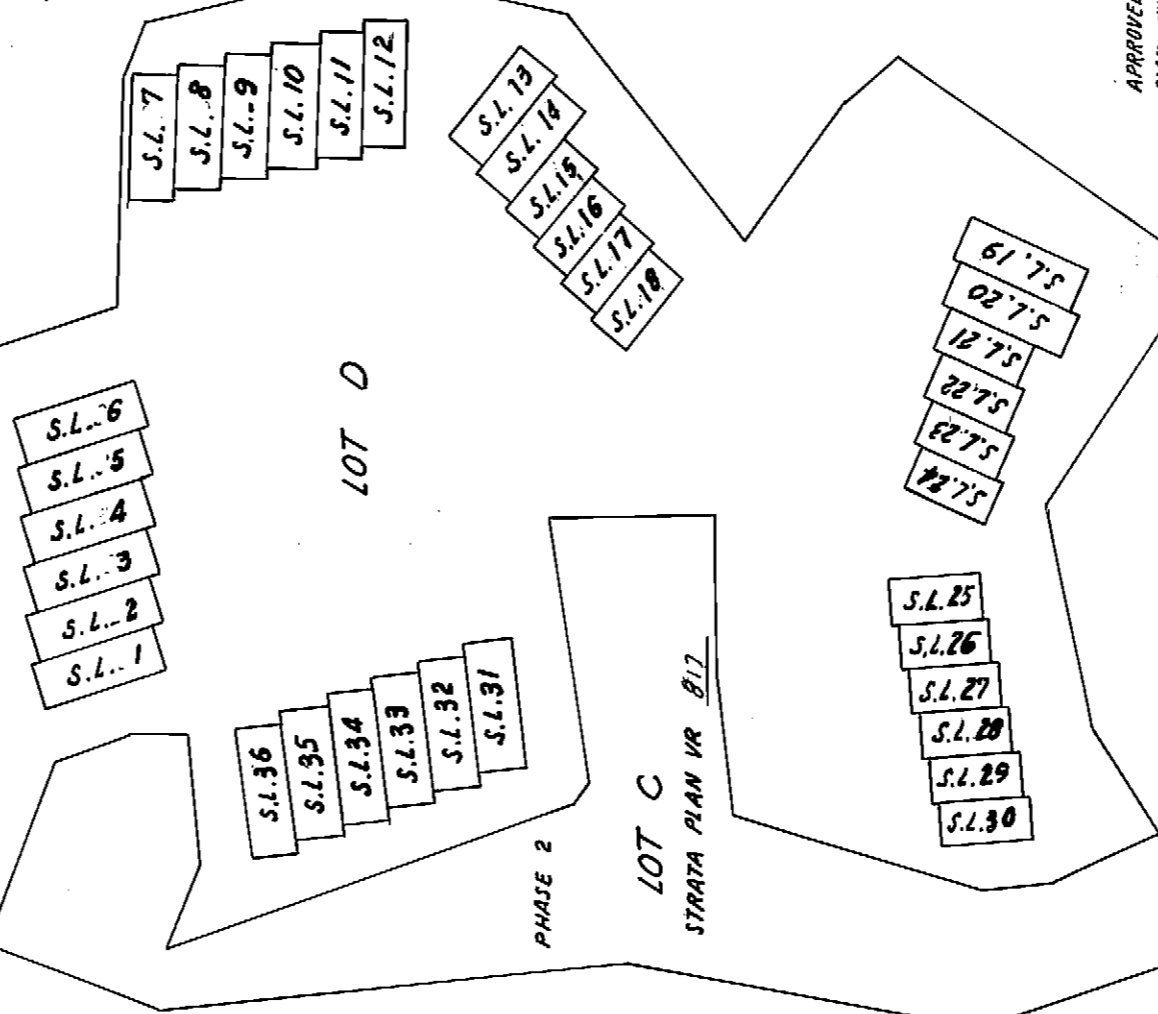 S.L. 7
S.L. 8
S.L. 9
S.L. 10
S.L. 11
S.L. 12
S.L. 13
S.L. 14
S.L. 15
S.L. 16
S.L. 17
S.L. 18
S.L. 6
S.L. 5
S.L. 4
S.L. 3
S.L. 2
S.L. 1
LOT D
S.L. 19
S.L. 20
S.L. 21
S.L. 22
S.L. 23
S.L. 24
S.L. 25
S.L. 26
S.L. 27
S.L. 28
S.L. 29
S.L. 30
S.L. 36
S.L. 35
S.L. 34
S.L. 33
S.L. 32
S.L. 31
PHASE 2
LOT C
STRATA PLAN VR 817